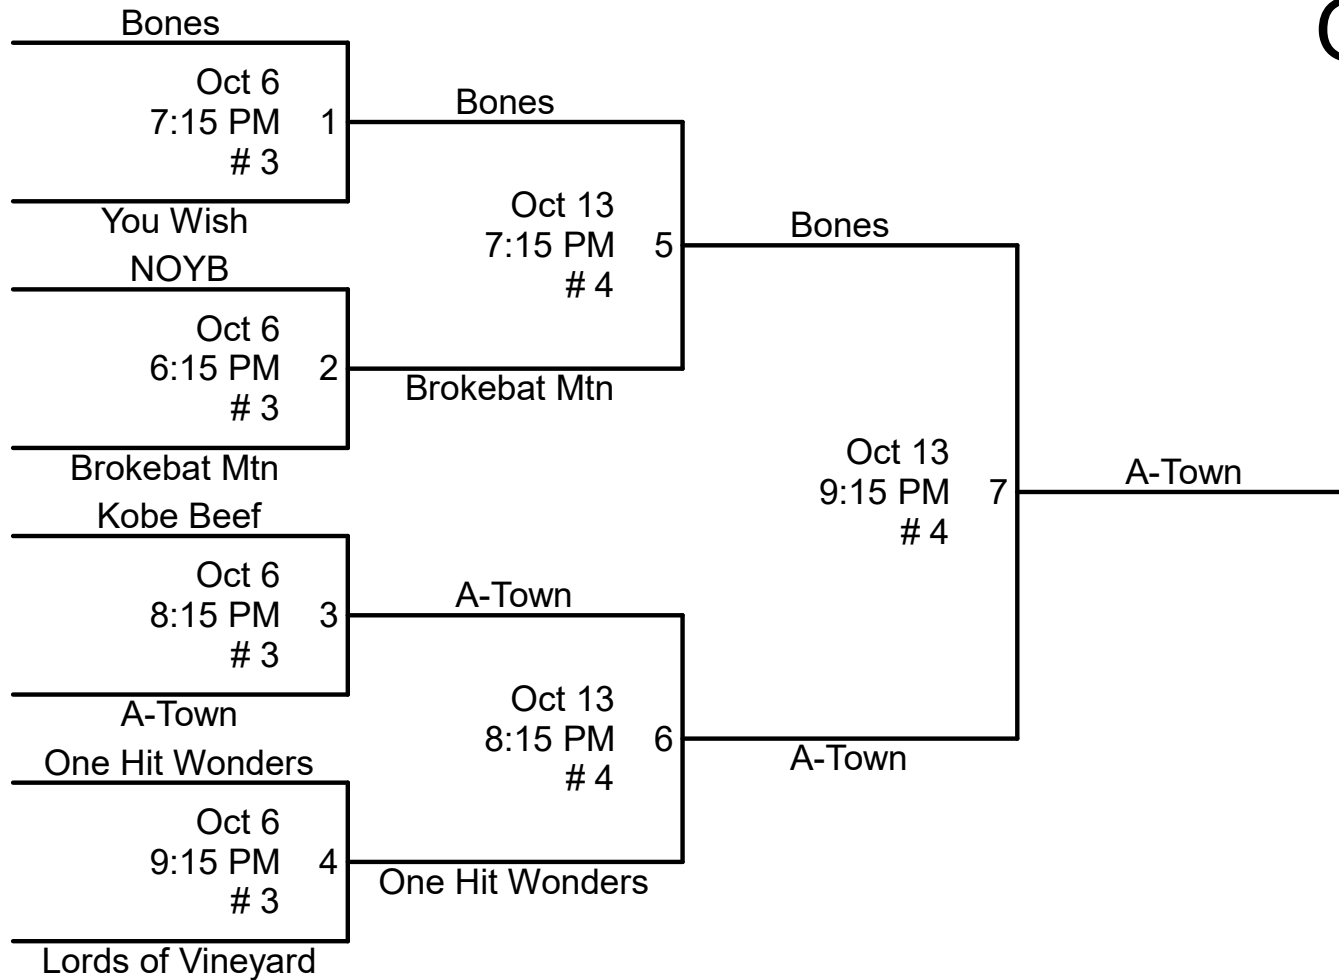 Bones
Oct 6
7:15 PM 1
# 3
You Wish
NOYB
Oct 6
6:15 PM 2
# 3
Brokebat Mtn
Kobe Beef
Oct 6
8:15 PM 3
# 3
A-Town
One Hit Wonders
Oct 6
9:15 PM 4
# 3
Lords of Vineyard
Bones
Oct 13
7:15 PM 5
# 4
Brokebat Mtn
A-Town
Oct 13
8:15 PM 6
# 4
One Hit Wonders
Bones
Oct 13
9:15 PM 7
# 4
A-Town
A-Town